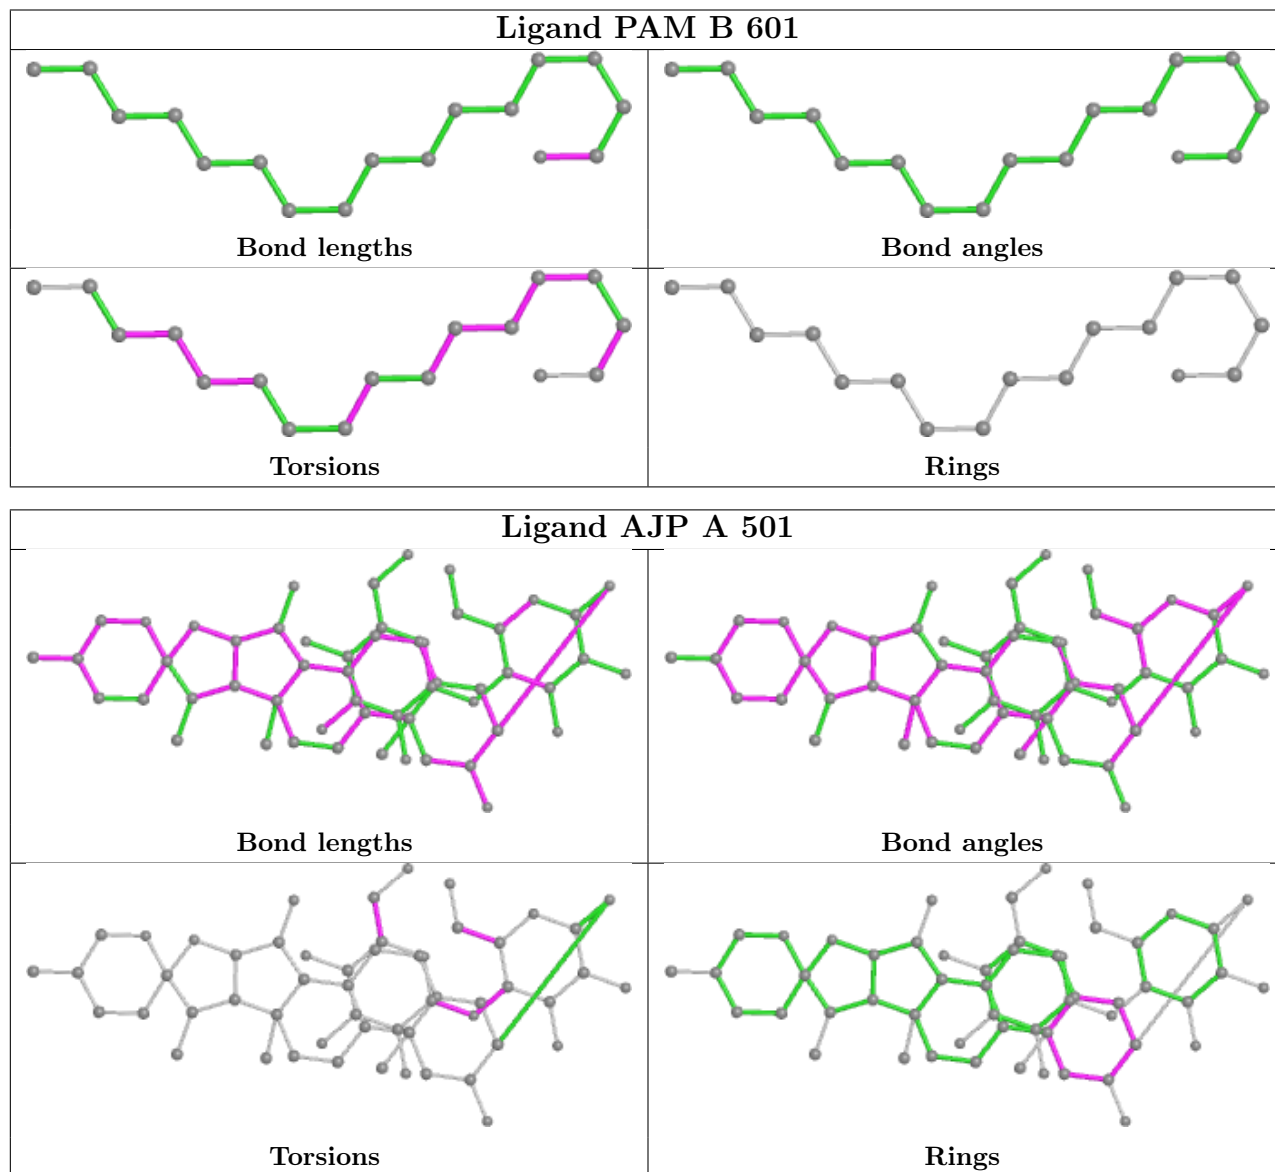 Ligand PAM B 601
Bond lengths
Bond angles
Torsions
Rings
Ligand AJP A 501
Bond lengths
Bond angles
Torsions
Rings